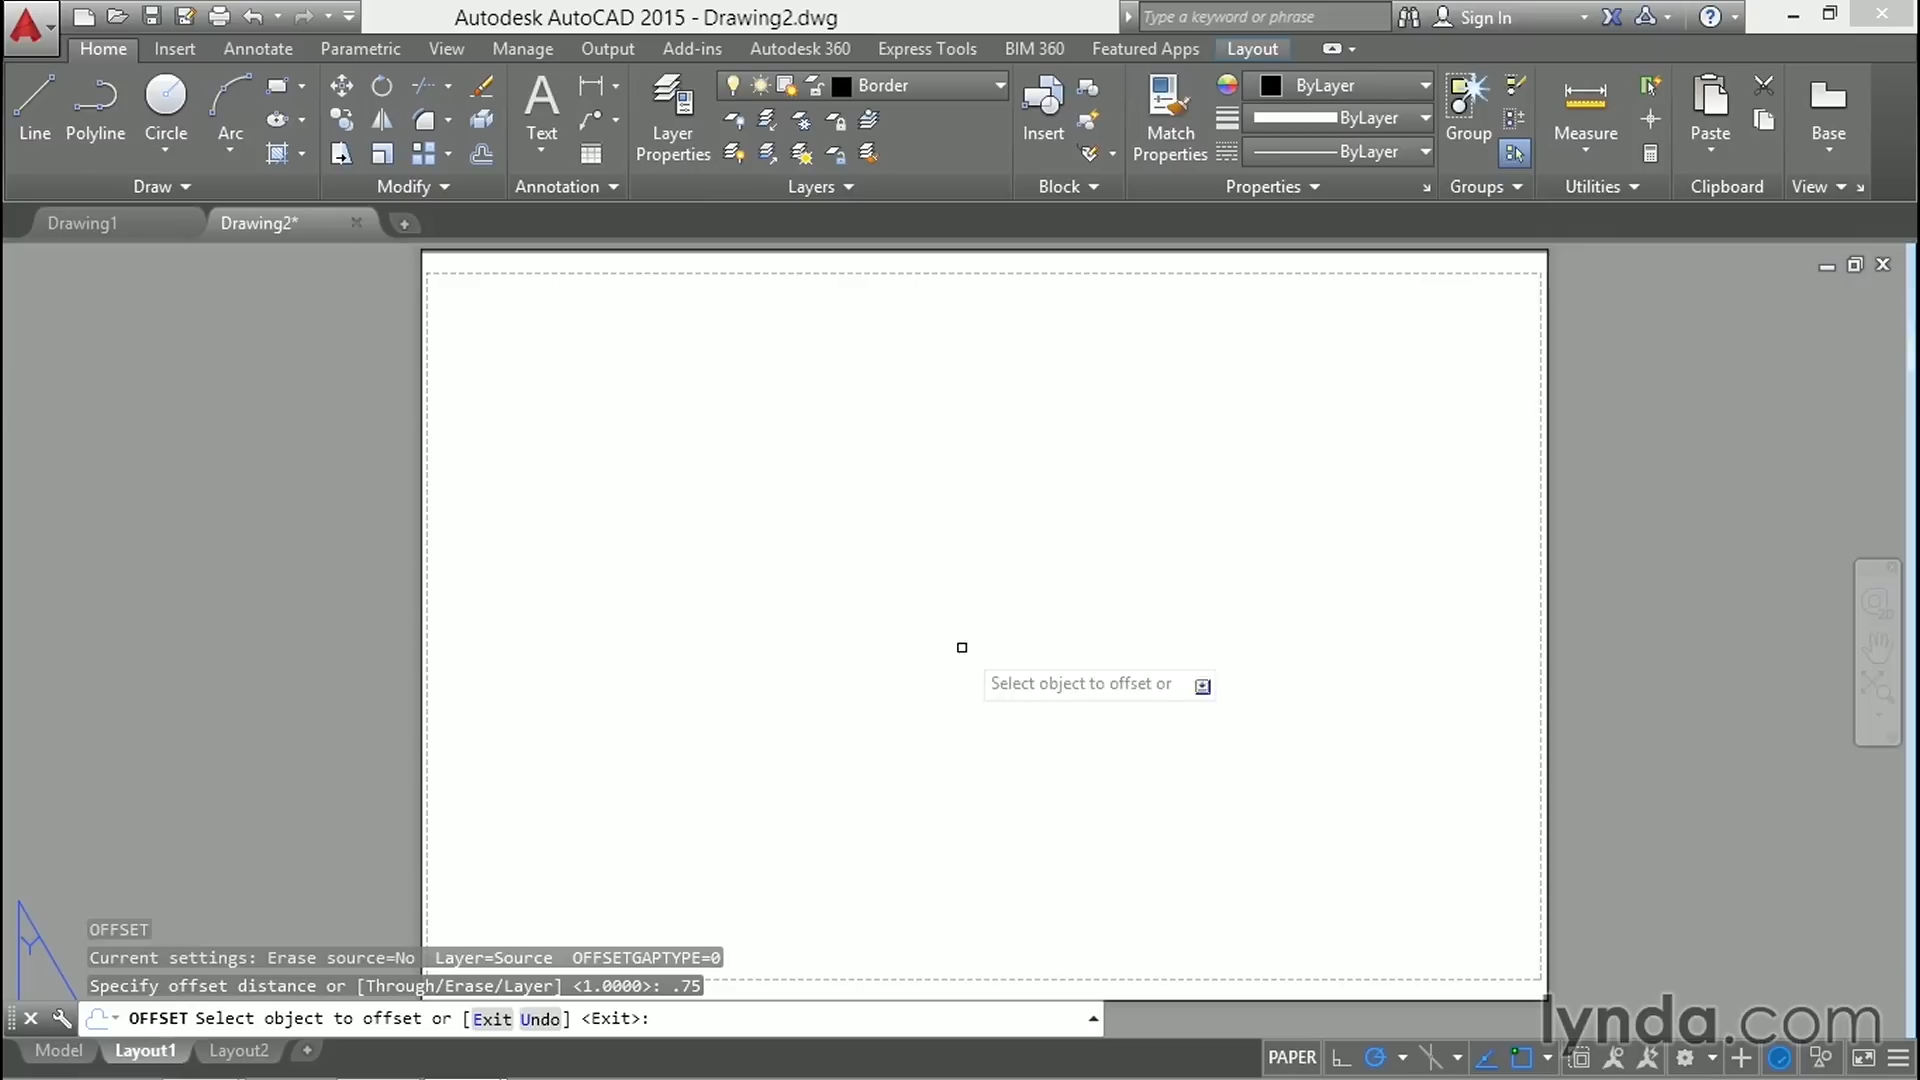 Autodesk AutoCAD 2015 - Drawing2.dwg
Type a keyword or phrase
Sign In
Home Insert Annotate Parametric View Manage Output Add-ins Autodesk 360 Express Tools BIM 360 Featured Apps Layout
Border
ByLayer
ByLayer
ByLayer
Line Polyline Circle Arc
Text
Layer Properties
Insert
Match Properties
Group
Measure
Paste
Base
Draw Modify Annotation Layers Block Properties Groups Utilities Clipboard View
Drawing1 Drawing2*
Select object to offset or
Y
OFFSET
Current settings: Erase source=No Layer=Source OFFSETGAPTYPE=0
Specify offset distance or [Through/Erase/Layer] <1.0000>: .75
OFFSET Select object to offset or [Exit Undo] <Exit>:
lynda.com
Model Layout1 Layout2
PAPER